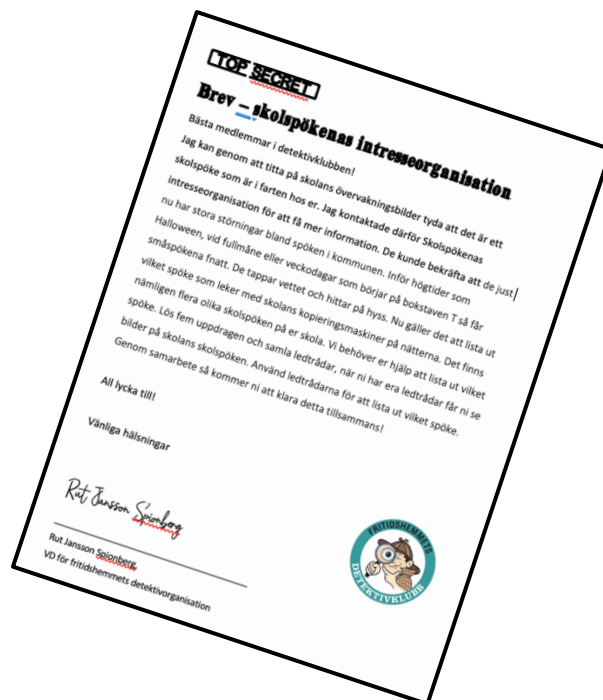 TOP SECRET
Brev – skolspökenas intresseorganisation
Bästa medlemmar i detektivklubben!
Jag kan genom att titta på skolans övervakningsbilder tyda att det är ett
skolspöke som är i farten hos er. Jag kontaktade därför Skolspökenas
intresseorganisation för att få mer information. De kunde bekräfta att de just
nu har stora störningar bland spöken i kommunen. Inför högtider som
Halloween, vid fullmåne eller veckodagar som börjar på bokstaven T så får
småspökena fnatt. De tappar vettet och hittar på hyss. Nu gäller det att lista ut
vilket spöke som leker med skolans kopieringsmaskiner på nätterna. Det finns
nämligen flera olika skolspöken på er skola. Vi behöver er hjälp att lista ut vilket
spöke. Lös fem uppdragen och samla ledtrådar, när ni har era ledtrådar får ni se
bilder på skolans skolspöken. Använd ledtrådarna för att lista ut vilket spöke.
Genom samarbete så kommer ni att klara detta tillsammans!
All lycka till!
Vänliga hälsningar
Rut Jansson Spionberg
Rut Jansson Spionberg
VD för fritidshemmets detektivorganisation
FRITIDSHEMMETS
DETEKTIVKLUBB